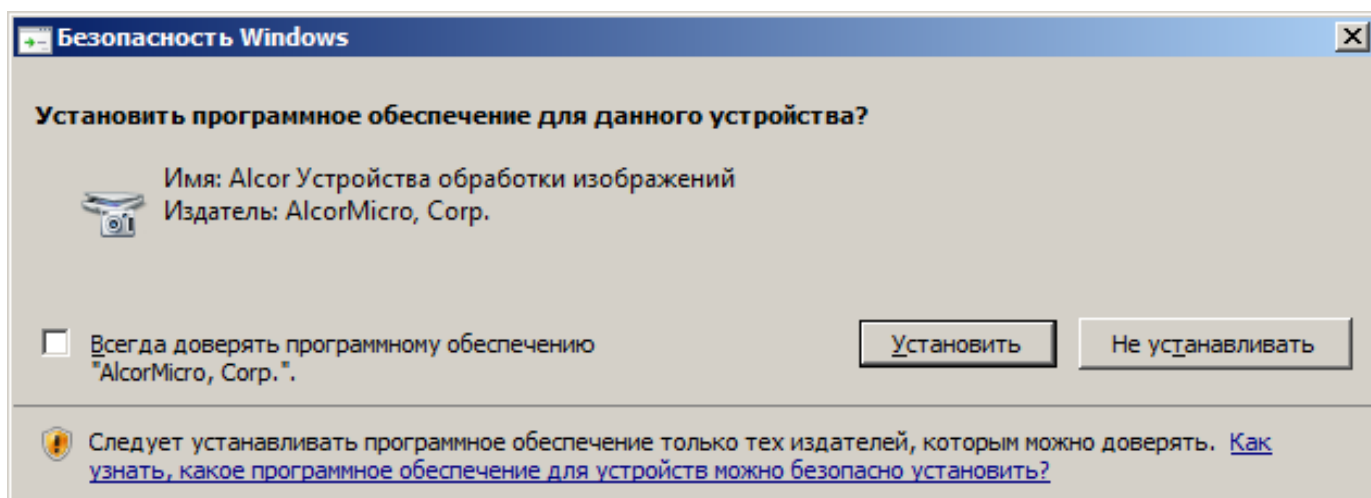 Безопасность Windows
Установить программное обеспечение для данного устройства?
Имя: Alcor Устройства обработки изображений
Издатель: AlcorMicro, Corp.
Всегда доверять программному обеспечению
"AlcorMicro, Corp.".
Установить
Не устанавливать
Следует устанавливать программное обеспечение только тех издателей, которым можно доверять. Как
узнать, какое программное обеспечение для устройств можно безопасно установить?